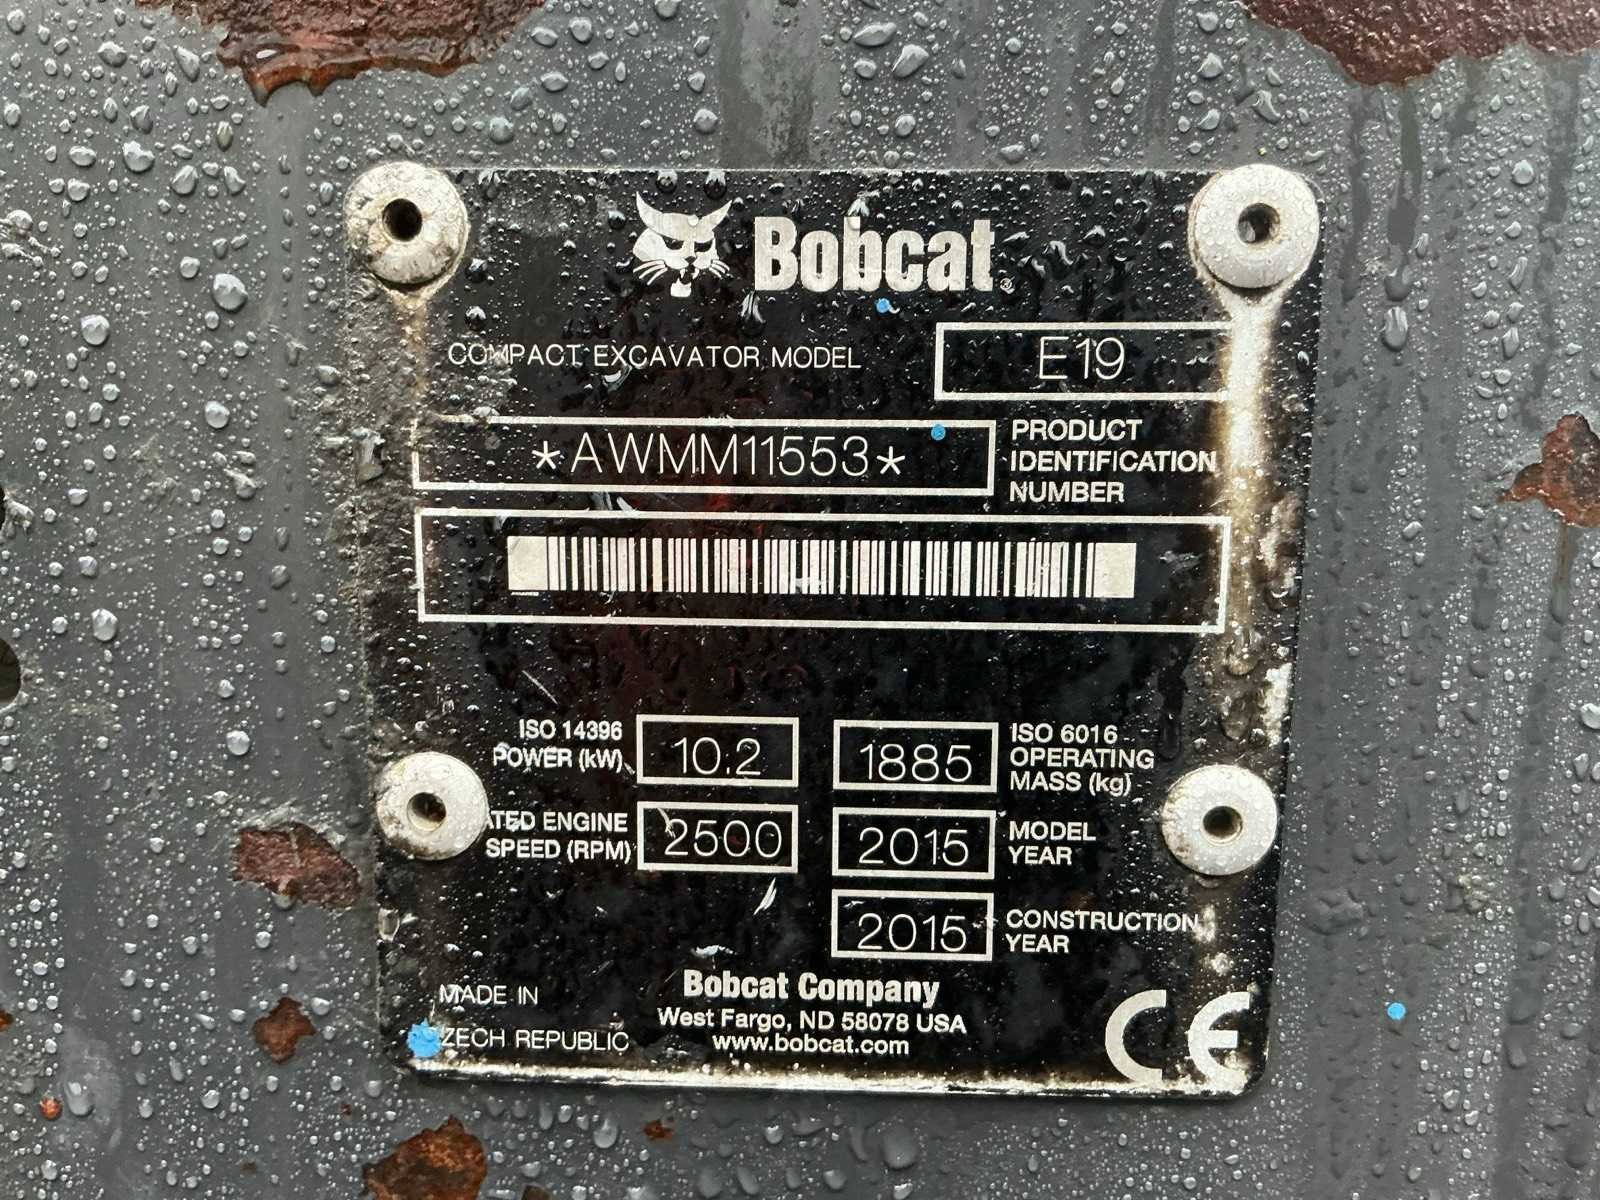 Bobcat®
COMPACT EXCAVATOR MODEL
E19
*AWMM11553*
PRODUCT
IDENTIFICATION
NUMBER
ISO 14396
POWER (kW)
10.2
1885
ISO 6016
OPERATING
MASS (kg)
ATED ENGINE
SPEED (RPM)
2500
2015
MODEL
YEAR
2015
CONSTRUCTION
YEAR
MADE IN
ZECH REPUBLIC
Bobcat Company
West Fargo, ND 58078 USA
www.bobcat.com
CE